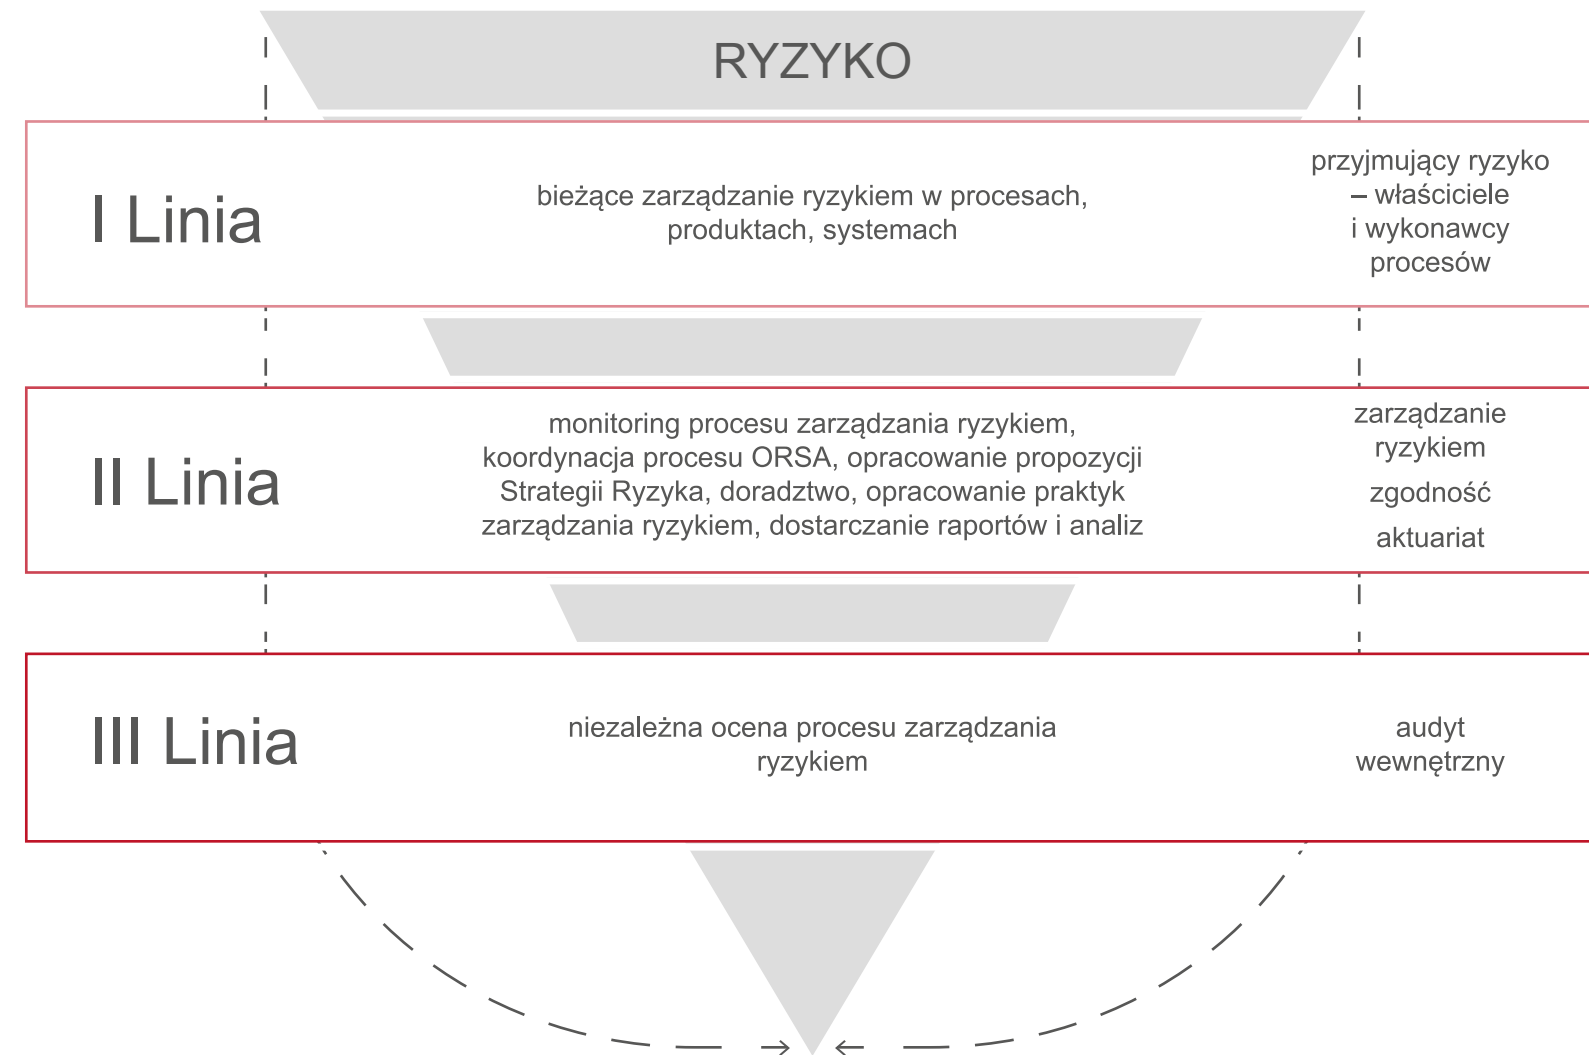 RYZYKO
I Linia
bieżące zarządzanie ryzykiem w procesach,
produktach, systemach
przyjmujący ryzyko
– właściciele
i wykonawcy
procesów
II Linia
monitoring procesu zarządzania ryzykiem,
koordynacja procesu ORSA, opracowanie propozycji
Strategii Ryzyka, doradztwo, opracowanie praktyk
zarządzania ryzykiem, dostarczanie raportów i analiz
zarządzanie
ryzykiem
zgodność
aktuariat
III Linia
niezależna ocena procesu zarządzania
ryzykiem
audyt
wewnętrzny